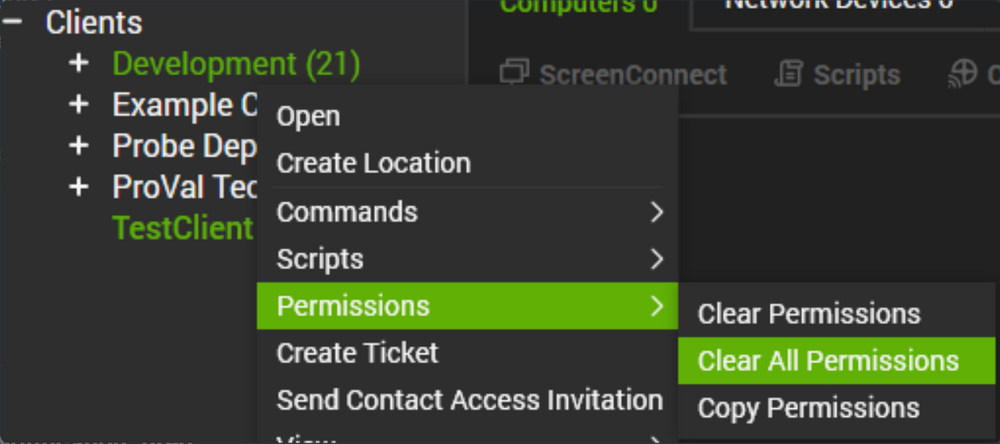 Clients
Computers 0
Network Devices 0
Development (21)
ScreenConnect
Scripts
Example C
Open
Probe Dep
Create Location
ProVal Tec
Commands
TestClient
Scripts
Permissions
Clear Permissions
Create Ticket
Clear All Permissions
Send Contact Access Invitation
Copy Permissions
View